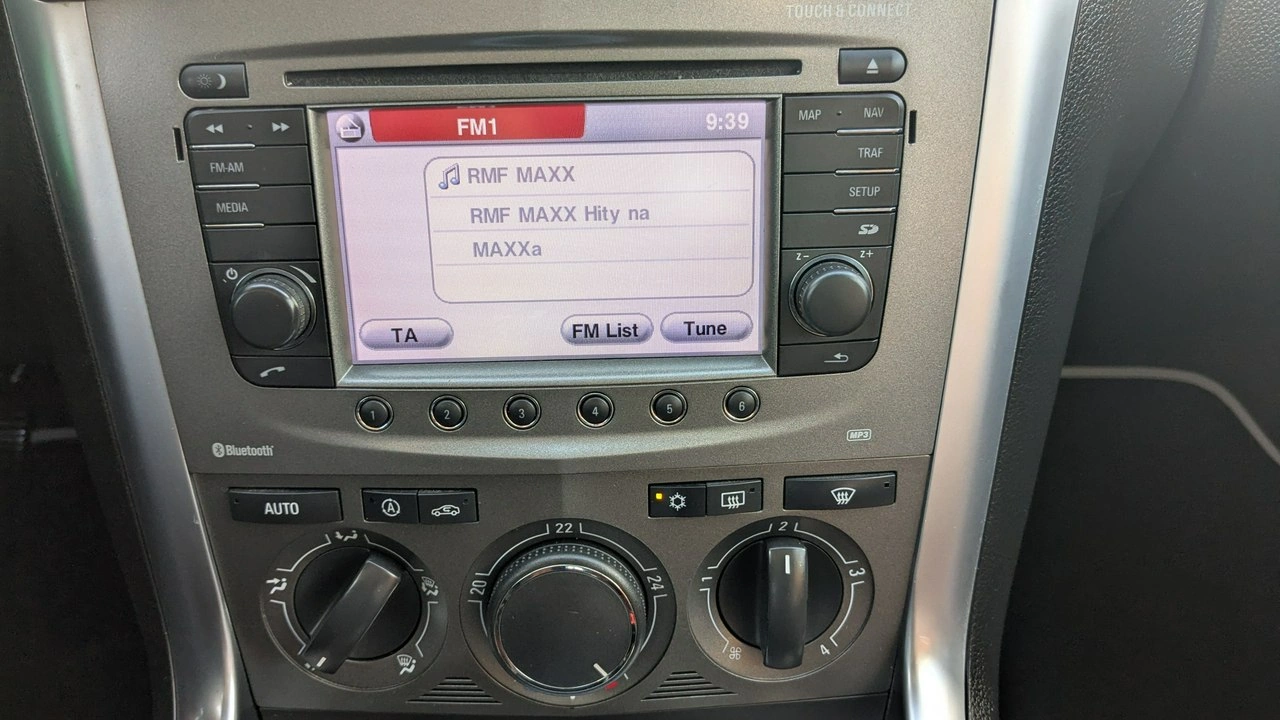 TOUCH & CONNECT
FM1 9:39
MAP NAV
FM-AM
TRAF
MEDIA
SETUP
RMF MAXX
RMF MAXX Hity na
MAXXa
Z- Z+
TA FM List Tune
1 2 3 4 5 6
Bluetooth
MP3
AUTO
A
20 22 24
1 2 3 4